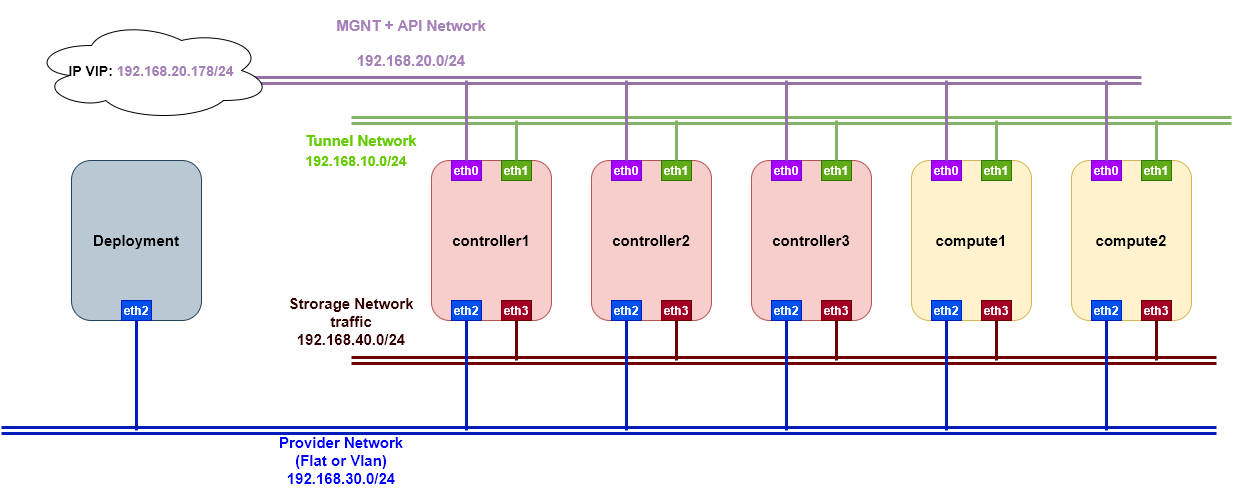 MGNT + API Network
192.168.20.0/24
IP VIP: 192.168.20.178/24
Tunnel Network
192.168.10.0/24
eth0 eth1 eth0 eth1 eth0 eth1 eth0 eth1 eth0 eth1
Deployment controller1 controller2 controller3 compute1 compute2
eth2 eth2 eth3 eth2 eth3 eth2 eth3 eth2 eth3 eth2 eth3
Strorage Network
traffic
192.168.40.0/24
Provider Network
(Flat or Vlan)
192.168.30.0/24